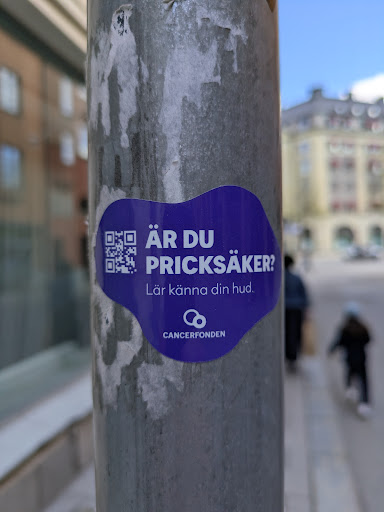 ÄR DU
PRICKSÄKER?
Lär känna din hud.
CANCERFONDEN